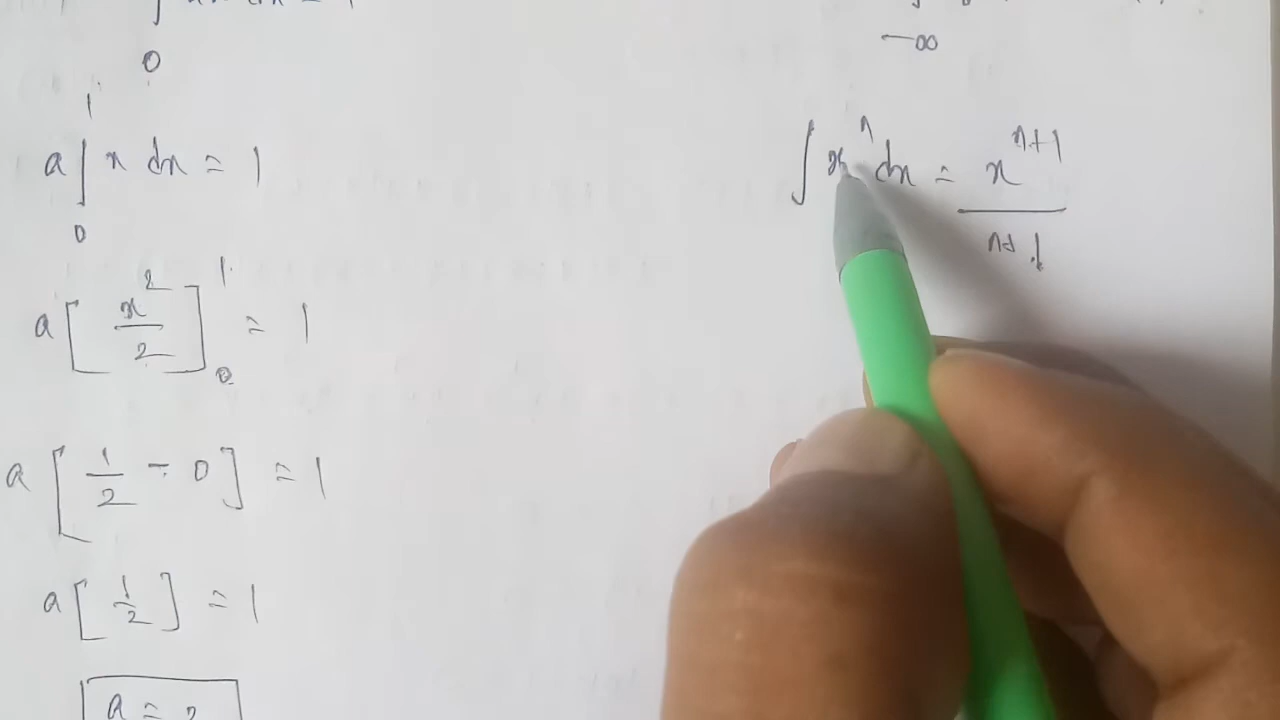 0
-∞
a ∫₀¹ x dx = 1
∫ xⁿ dx = xⁿ⁺¹ / n+1
a [ x² / 2 ]₀¹ = 1
a [ 1/2 - 0 ] = 1
a [ 1/2 ] = 1
a = 2